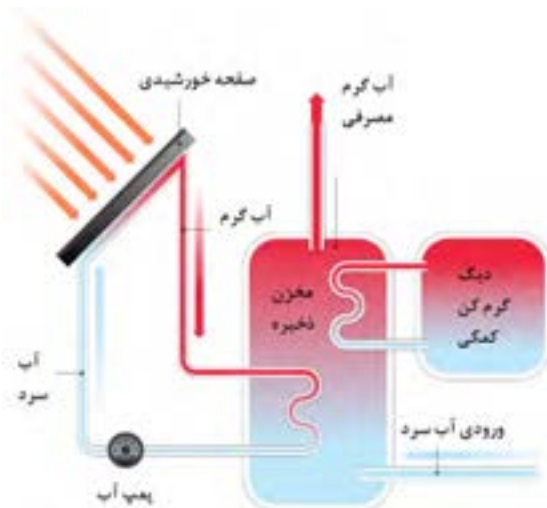 صفحه خورشیدی
آب گرم
مصرفی
آب گرم
مخزن
ذخیره
دیگ
گرم کن
کمکی
آب
سرد
ورودی آب سرد
پمپ آب